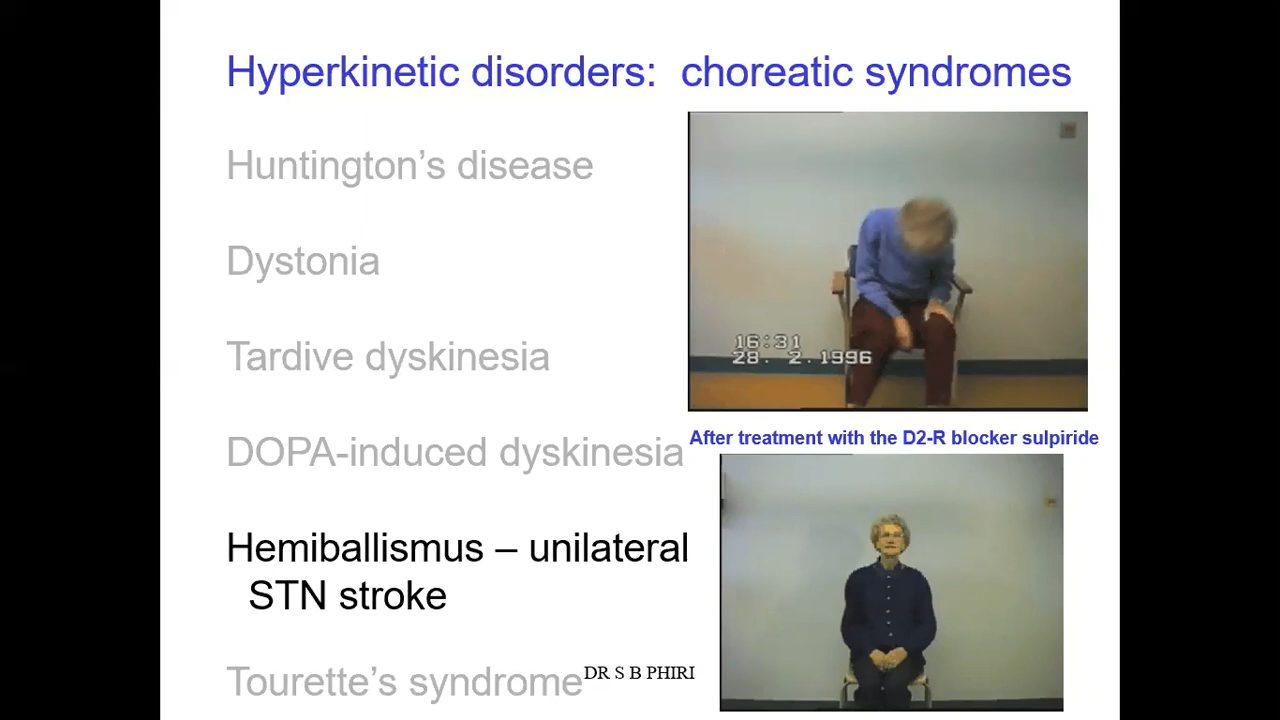 Hyperkinetic disorders:  choreatic syndromes
Huntington's disease
Dystonia
Tardive dyskinesia
DOPA-induced dyskinesia
Hemiballismus – unilateral
STN stroke
Tourette's syndrome
DR S B PHIRI
16:31
28. 2.1996
After treatment with the D2-R blocker sulpiride